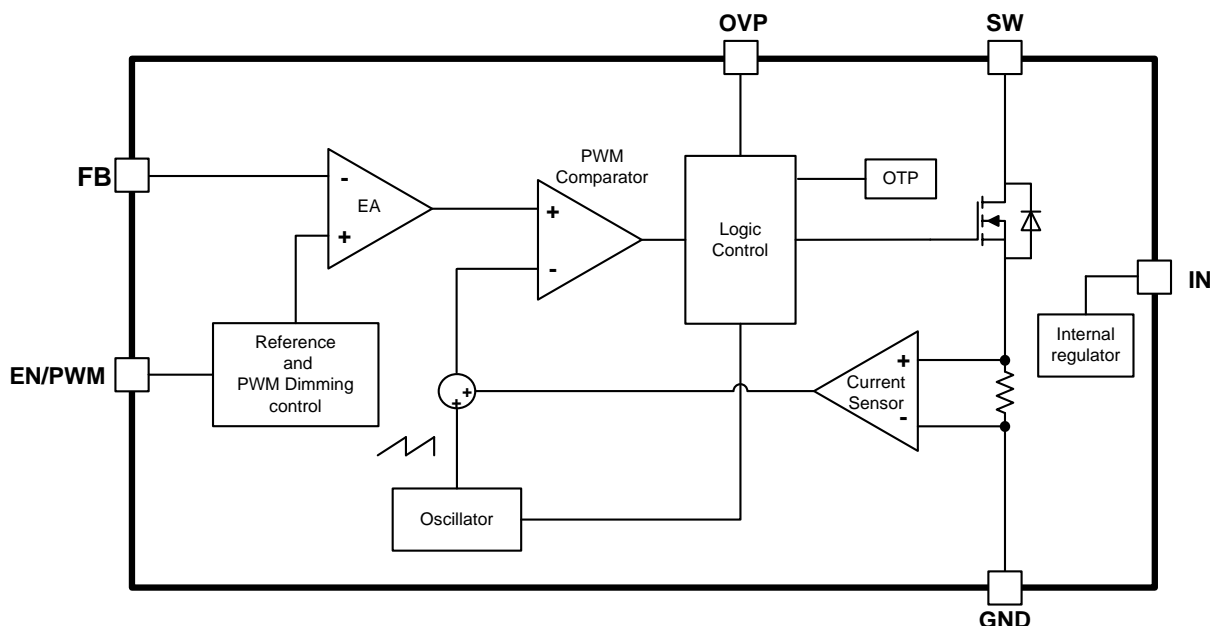 OVP
SW
FB
-
EA
+
PWM
Comparator
+
-
Logic
Control
OTP
IN
Internal
regulator
EN/PWM
Reference
and
PWM Dimming
control
+
+
+
Current
Sensor
-
Oscillator
GND